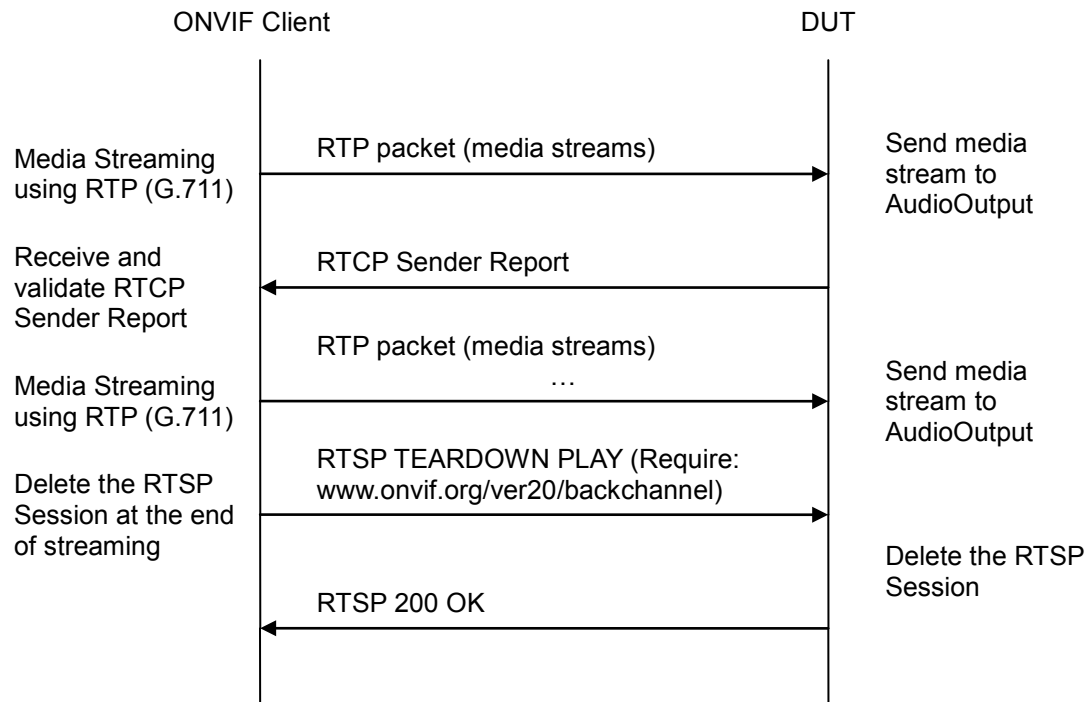 ONVIF Client
DUT
Media Streaming
using RTP (G.711)
RTP packet (media streams)
Send media
stream to
AudioOutput
Receive and
validate RTCP
Sender Report
RTCP Sender Report
RTP packet (media streams)
…
Media Streaming
using RTP (G.711)
Send media
stream to
AudioOutput
RTSP TEARDOWN PLAY (Require:
www.onvif.org/ver20/backchannel)
Delete the RTSP
Session at the end
of streaming
Delete the RTSP
Session
RTSP 200 OK